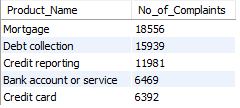 Product_Name No_of_Complaints
Mortgage 18556
Debt collection 15939
Credit reporting 11981
Bank account or service 6469
Credit card 6392